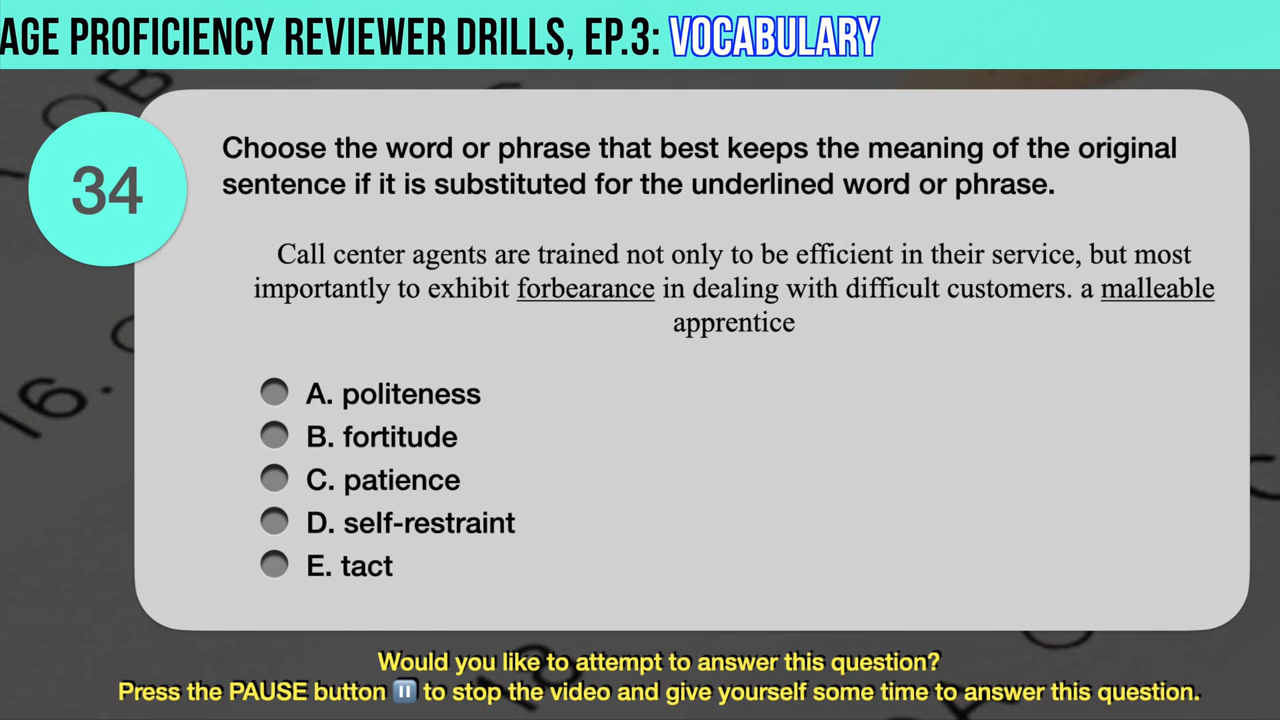 AGE PROFICIENCY REVIEWER DRILLS, EP.3: VOCABULARY
34
Choose the word or phrase that best keeps the meaning of the original
sentence if it is substituted for the underlined word or phrase.
Call center agents are trained not only to be efficient in their service, but most
importantly to exhibit forbearance in dealing with difficult customers. a malleable
apprentice
A. politeness
B. fortitude
C. patience
D. self-restraint
E. tact
16.
18
Would you like to attempt to answer this question?
Press the PAUSE button ⏸ to stop the video and give yourself some time to answer this question.